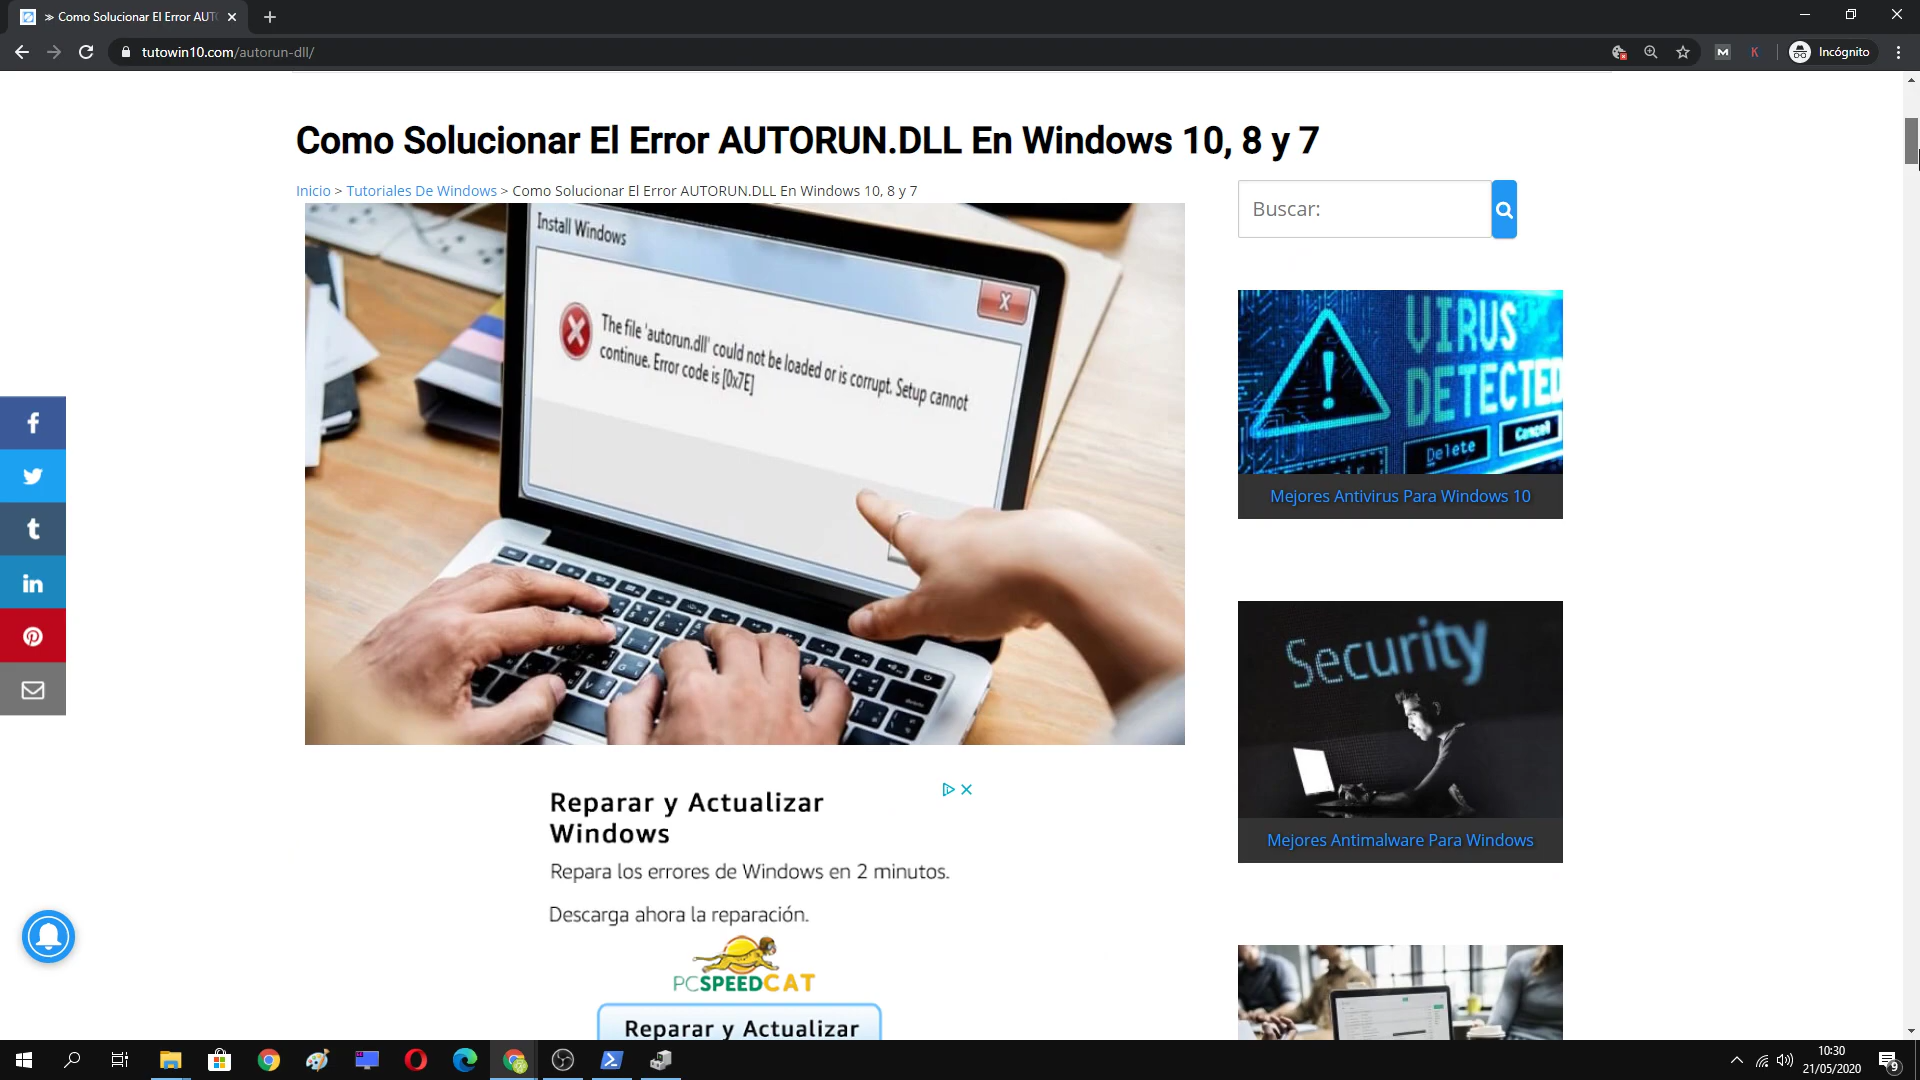 ≫ Como Solucionar El Error AUT
tutowin10.com/autorun-dll/
Incógnito
Como Solucionar El Error AUTORUN.DLL En Windows 10, 8 y 7
Inicio > Tutoriales De Windows > Como Solucionar El Error AUTORUN.DLL En Windows 10, 8 y 7
Buscar:
Install Windows
The file 'autorun.dll' could not be loaded or is corrupt. Setup cannot
continue. Error code is [0x7E]
VIRUS
DETECTED
Delete
Cancel
Mejores Antivirus Para Windows 10
Security
Mejores Antimalware Para Windows
Reparar y Actualizar
Windows
Repara los errores de Windows en 2 minutos.
Descarga ahora la reparación.
PCSPEEDCAT
Reparar y Actualizar
10:30
21/05/2020
9